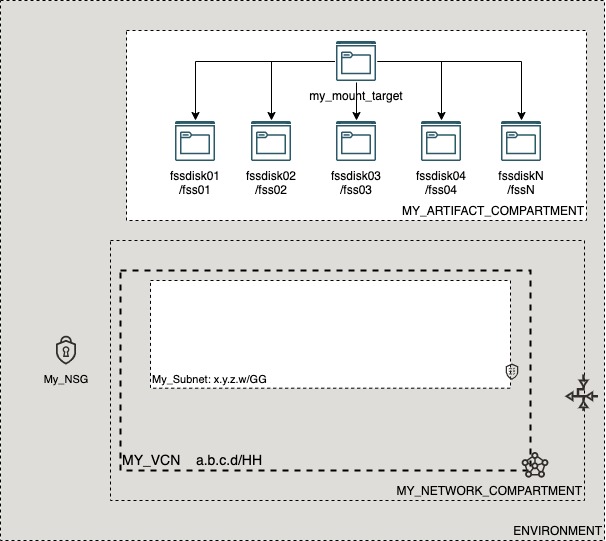 my_mount_target
fssdisk01
/fss01
fssdisk02
/fss02
fssdisk03
/fss03
fssdisk04
/fss04
fssdiskN
/fssN
MY_ARTIFACT_COMPARTMENT
My_NSG
My_Subnet: x.y.z.w/GG
MY_VCN a.b.c.d/HH
MY_NETWORK_COMPARTMENT
ENVIRONMENT